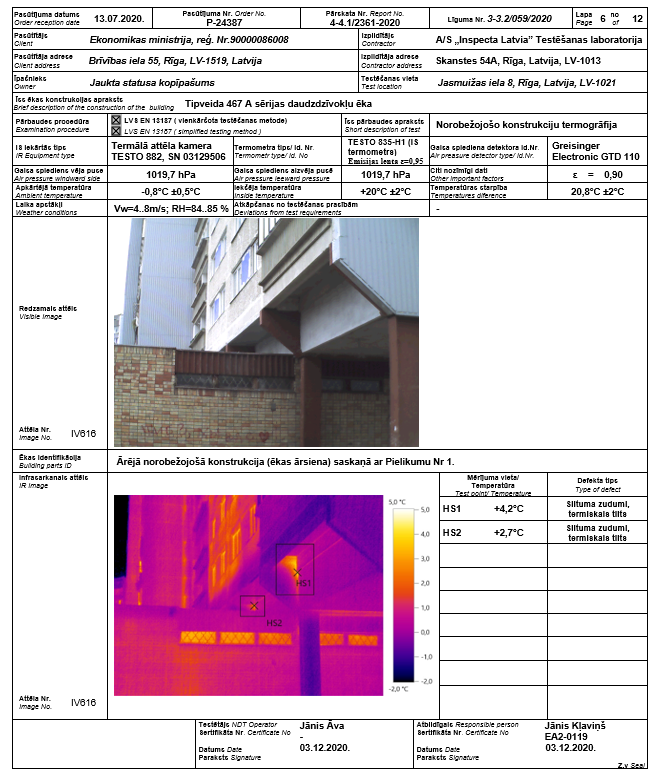 Pasūtījuma datums
Order reception date
13.07.2020.
Pasūtījuma Nr. Order No.
P-24387
Pārskata Nr. Report No.
4-4.1/2361-2020
Līguma Nr. 3-3.2/059/2020
Lapa 6 no 12
Page of
Pasūtītājs
Client
Ekonomikas ministrija, reģ. Nr.90000086008
Izpildītājs
Contractor
A/S „Inspecta Latvia” Testēšanas laboratorija
Pasūtītāja adrese
Client address
Brīvības iela 55, Rīga, LV-1519, Latvija
Izpildītāja adrese
Contractor address
Skanstes 54A, Rīga, Latvija, LV-1013
Īpašnieks
Owner
Jaukta statusa kopīpašums
Testēšanas vieta
Test location
Jasmuižas iela 8, Rīga, Latvija, LV-1021
Īss ēkas konstrukcijas apraksts
Brief description of the construction of the building
Tipveida 467 A sērijas daudzdzīvokļu ēka
Pārbaudes procedūra
Examination procedure
LVS EN 13187 ( vienkāršota testēšanas metode)
LVS EN 13187 ( simplified testing method )
Īss pārbaudes apraksts
Short description of test
Norobežojošo konstrukciju termogrāfija
IS iekārtas tips
IR Equipment type
Termālā attēla kamera
TESTO 882, SN 03129506
Termometra tips/ Id. Nr
Termometr type/ Id. No
TESTO 835-H1 (IS
termometrs)
Emisijas lenta ε=0,95
Gaisa spiediena detektora Id.Nr.
Air pressure detector type/ Id.Nr.
Greisinger
Electronic GTD 110
Gaisa spiediens vēja puse
Air pressure windward side
1019,7 hPa
Gaisa spiediens aizvēja pusē
Air pressure leeward pressure
1019,7 hPa
Citi nozīmīgi dati
Other important factors
ε = 0,90
Apkārtējā temperatūra
Ambient temperature
-0,8°C ±0,5°C
Iekšēja temperatūra
Inside temperature
+20°C ±2°C
Temperatūras starpība
Temperatures diference
20,8°C ±2°C
Laika apstākļi
Weather conditions
Vw=4..8m/s; RH=84..85 %
Atkāpšanas no testēšanas prasībām
Deviations from test requirements
-
Redzamais attēls
Visible Image
Attēla Nr.
Image No.
IV616
Ēkas identifikācija
Building parts ID
Ārējā norobežojošā konstrukcija (ēkas ārsiena) saskaņā ar Pielikumu Nr 1.
Infrasarkanais attēls
IR Image
5,0 °C
5,0
4,0
3,0
2,0
1,0
0,0
-1,0
-2,0
-2,0 °C
HS1
HS2
Mērījuma vieta/
Temperatūra
Test point/ Temperature
Defekta tips
Type of defect
HS1 +4,2°C
Siltuma zudumi,
termiskais tilts
HS2 +2,7°C
Siltuma zudumi,
termiskais tilts
Attēla Nr.
Image No.
IV616
Testētājs NDT Operator
Jānis Āva
Sertifikāta Nr. Certificate No
-
Datums Date
03.12.2020.
Paraksts Signature
Atbildīgais Responsible person
Jānis Kļaviņš
Sertifikāta Nr. Certificate No
EA2-0119
Datums Date
03.12.2020.
Paraksts Signature
Z.v Seal